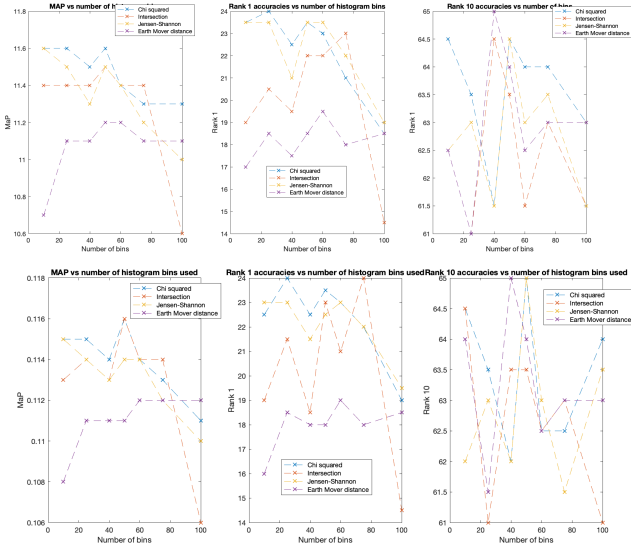 MAP vs number of hist
Chi squared
Intersection
Jensen-Shannon
Earth Mover distance
11.8
11.6
11.4
11.2
11
10.8
10.6
MaP
0 20 40 60 80 100
Number of bins
Rank 1 accuracies vs number of histogram bins
24
23
22
21
20
19
18
17
16
15
14
Rank 1
Chi squared
Intersection
Jensen-Shannon
Earth Mover distance
0 20 40 60 80 100
Number of bins
Rank 10 accuracies vs number of bins
65
64.5
64
63.5
63
62.5
62
61.5
61
Rank 10
Chi squared
Intersection
Jensen-Shannon
Earth Mover distance
0 20 40 60 80 100
Number of bins
MAP vs number of histogram bins used
0.118
0.116
0.114
0.112
0.11
0.108
0.106
MaP
Chi squared
Intersection
Jensen-Shannon
Earth Mover distance
0 20 40 60 80 100
Number of bins
Rank 1 accuracies vs number of histogram bins used
24
23
22
21
20
19
18
17
16
15
14
Rank 1
Chi squared
Intersection
Jensen-Shannon
Earth Mover distance
0 20 40 60 80 100
Number of bins
Rank 10 accuracies vs number of histogram bins used
65
64.5
64
63.5
63
62.5
62
61.5
61
Rank 10
Chi squared
Intersection
Jensen-Shannon
Earth Mover distance
0 20 40 60 80 100
Number of bins